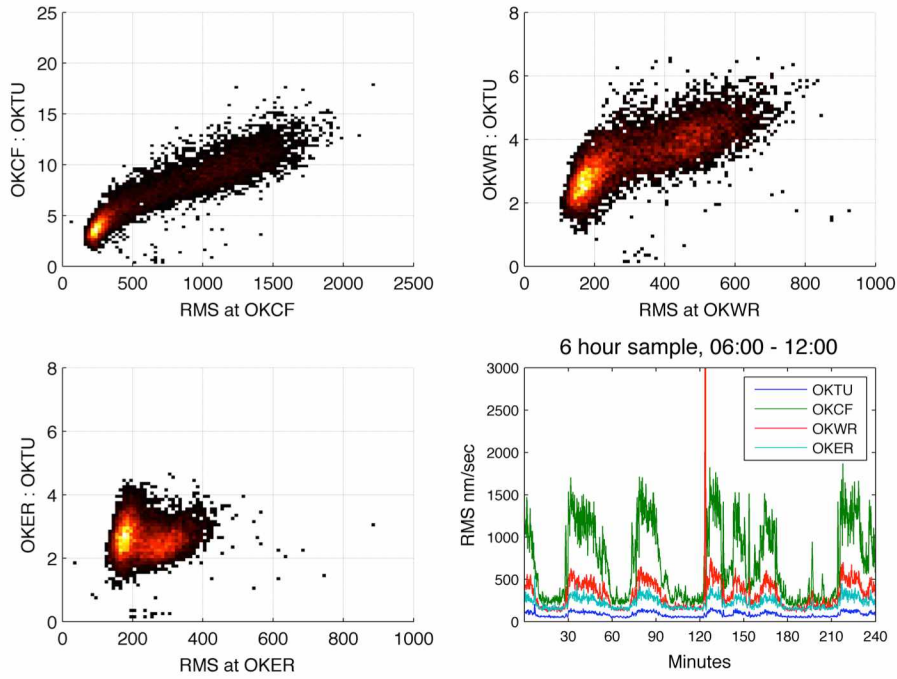 25
20
15
10
5
0
OKCF : OKTU
0 500 1000 1500 2000 2500
RMS at OKCF
8
6
4
2
0
OKWR : OKTU
0 200 400 600 800 1000
RMS at OKWR
8
6
4
2
0
OKER : OKTU
0 200 400 600 800 1000
RMS at OKER
6 hour sample, 06:00 - 12:00
3000
2500
2000
1500
1000
500
0
RMS nm/sec
OKTU
OKCF
OKWR
OKER
30 60 90 120 150 180 210 240
Minutes